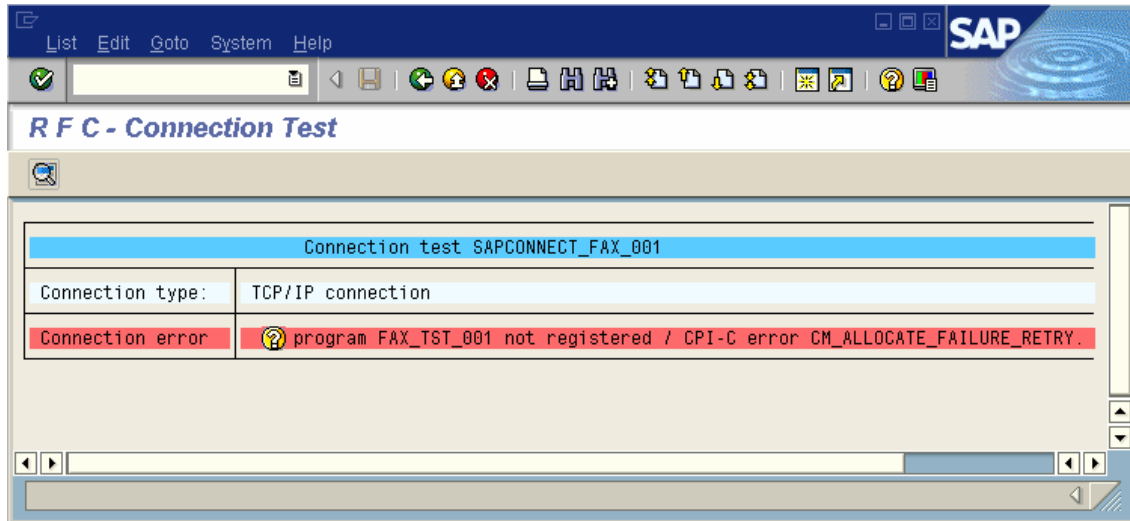 List Edit Goto System Help
SAP
R F C - Connection Test
Connection test SAPCONNECT_FAX_001
Connection type: TCP/IP connection
Connection error program FAX_TST_001 not registered / CPI-C error CM_ALLOCATE_FAILURE_RETRY.